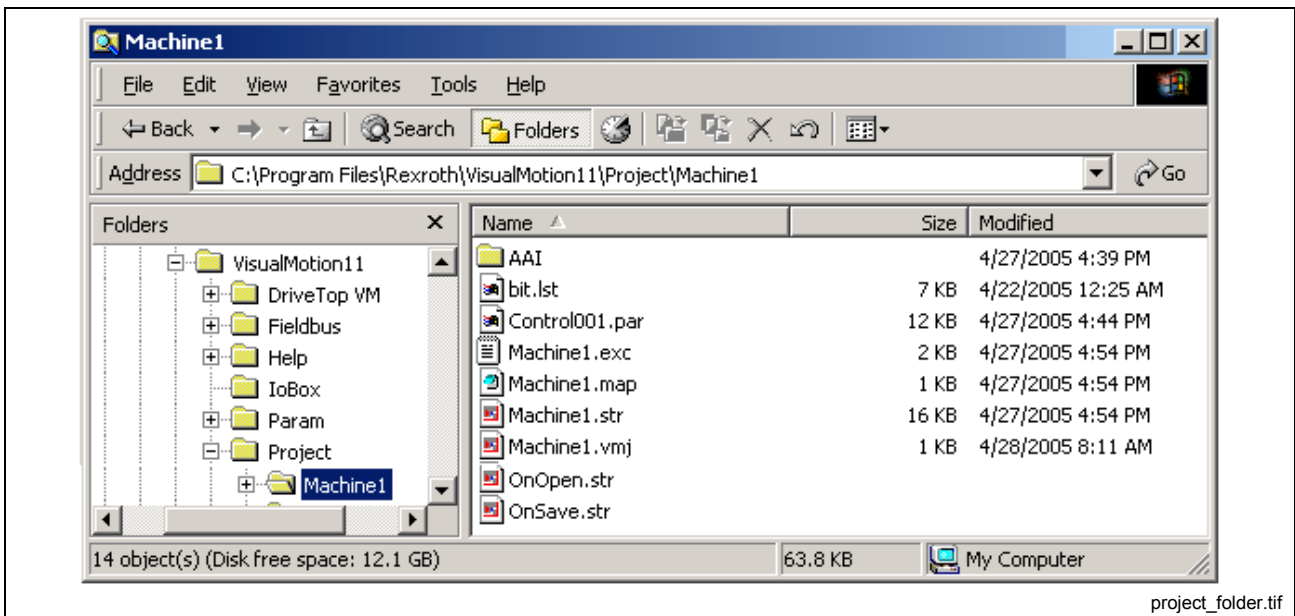 Machine1
File Edit View Favorites Tools Help
Back Search Folders
Address C:\Program Files\Rexroth\VisualMotion11\Project\Machine1 Go
Folders Name Size Modified
VisualMotion11
DriveTop VM
Fieldbus
Help
IoBox
Param
Project
Machine1
AAI 4/27/2005 4:39 PM
bit.lst 7 KB 4/22/2005 12:25 AM
Control001.par 12 KB 4/27/2005 4:44 PM
Machine1.exc 2 KB 4/27/2005 4:54 PM
Machine1.map 1 KB 4/27/2005 4:54 PM
Machine1.str 16 KB 4/27/2005 4:54 PM
Machine1.vmj 1 KB 4/28/2005 8:11 AM
OnOpen.str
OnSave.str
14 object(s) (Disk free space: 12.1 GB) 63.8 KB My Computer
project_folder.tif